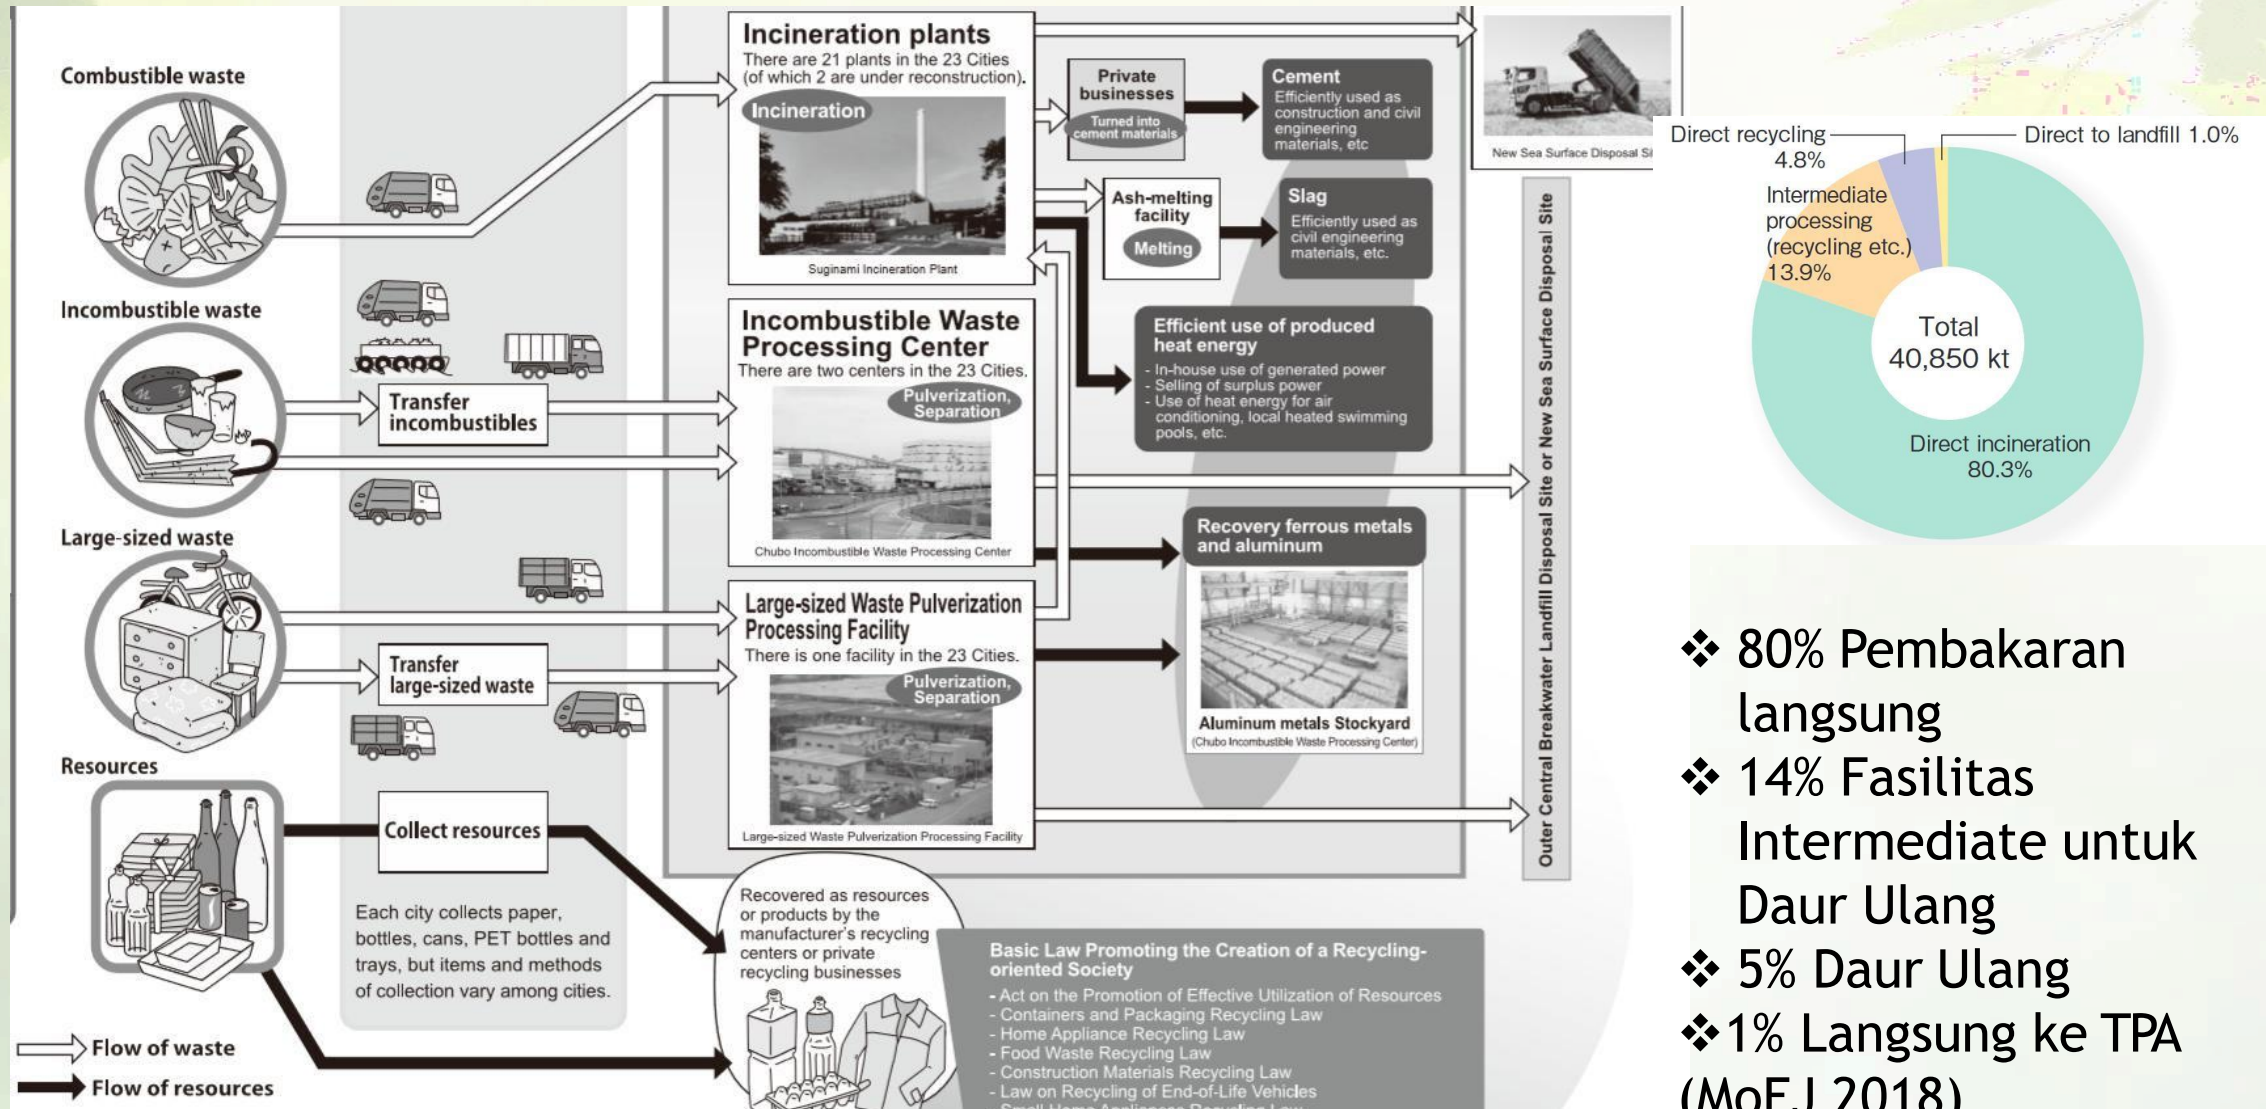 Combustible waste
Incombustible waste
Large-sized waste
Resources
Flow of waste
Flow of resources
Transfer
incombustibles
Transfer
large-sized waste
Collect resources
Each city collects paper,
bottles, cans, PET bottles and
trays, but items and methods
of collection vary among cities.
Incineration plants
There are 21 plants in the 23 Cities
(of which 2 are under reconstruction).
Incineration
Suginami Incineration Plant
Incombustible Waste
Processing Center
There are two centers in the 23 Cities.
Pulverization,
Separation
Chubo Incombustible Waste Processing Center
Large-sized Waste Pulverization
Processing Facility
There is one facility in the 23 Cities.
Pulverization,
Separation
Large-sized Waste Pulverization Processing Facility
Recovered as resources
or products by the
manufacturer's recycling
centers or private
recycling businesses
Private
businesses
Turned into
cement materials
Cement
Efficiently used as
construction and civil
engineering
materials, etc
Ash-melting
facility
Melting
Slag
Efficiently used as
civil engineering
materials, etc.
Efficient use of produced
heat energy
- In-house use of generated power
- Selling of surplus power
- Use of heat energy for air
conditioning, local heated swimming
pools, etc.
Recovery ferrous metals
and aluminum
Aluminum metals Stockyard
(Chubo Incombustible Waste Processing Center)
Basic Law Promoting the Creation of a Recycling-
oriented Society
- Act on the Promotion of Effective Utilization of Resources
- Containers and Packaging Recycling Law
- Home Appliance Recycling Law
- Food Waste Recycling Law
- Construction Materials Recycling Law
- Law on Recycling of End-of-Life Vehicles
- Small Home Appliances Recycling Law
New Sea Surface Disposal Si
Outer Central Breakwater Landfill Disposal Site or New Sea Surface Disposal Site
Direct recycling
4.8%
Direct to landfill 1.0%
Intermediate
processing
(recycling etc.)
13.9%
Total
40,850 kt
Direct incineration
80.3%
❖ 80% Pembakaran
langsung
❖ 14% Fasilitas
Intermediate untuk
Daur Ulang
❖ 5% Daur Ulang
❖1% Langsung ke TPA
(MoEJ 2018)